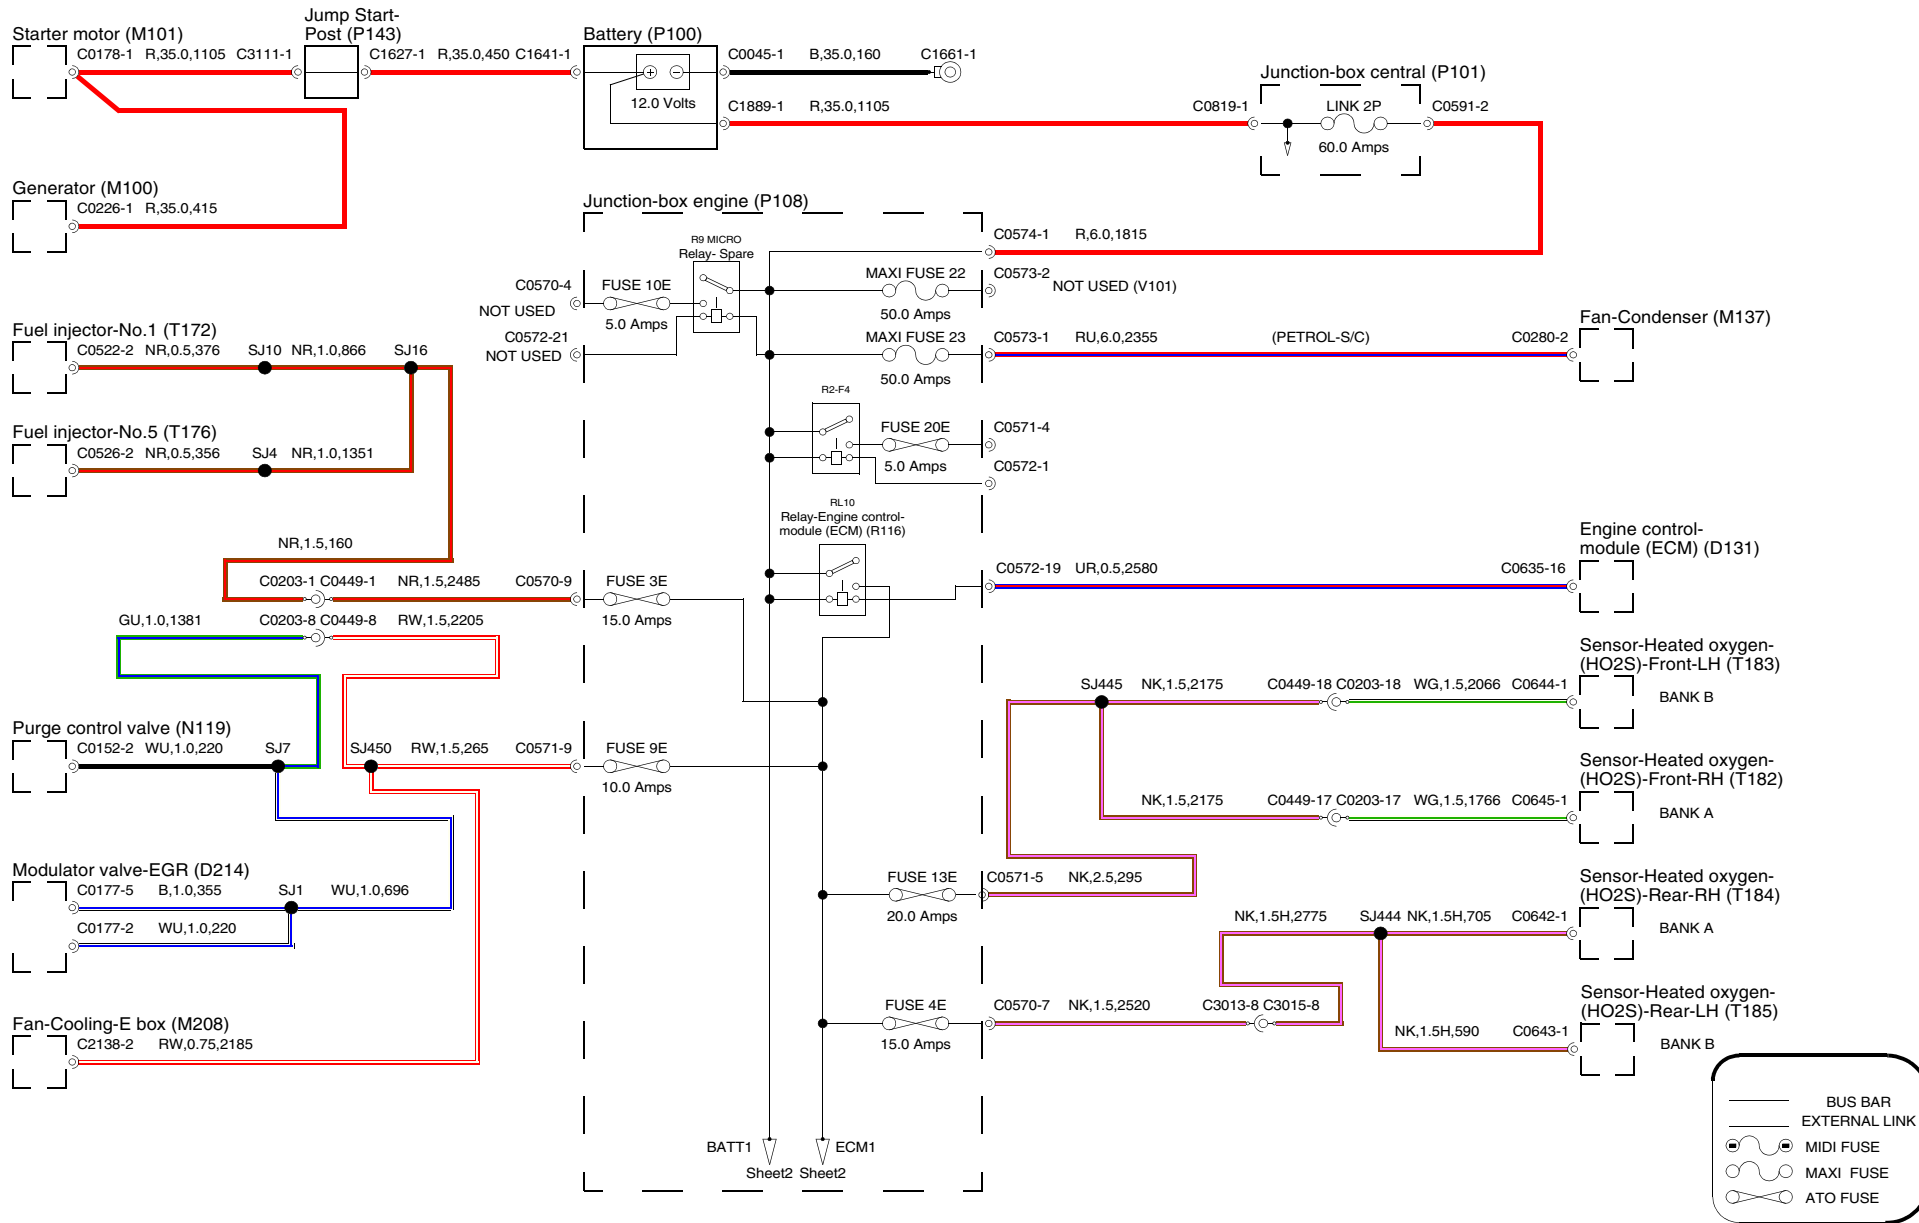 Starter motor (M101)
C0178-1 R,35.0,1105 C3111-1
Jump Start-
Post (P143)
C1627-1 R,35.0,450 C1641-1
Battery (P100)
12.0 Volts
C0045-1 B,35.0,160 C1661-1
C1889-1 R,35.0,1105 C0819-1
Junction-box central (P101)
LINK 2P
60.0 Amps
C0591-2
Generator (M100)
C0226-1 R,35.0,415
Junction-box engine (P108)
R9 MICRO
Relay- Spare
C0574-1 R,6.0,1815
C0570-4
NOT USED
FUSE 10E
5.0 Amps
C0572-21
NOT USED
MAXI FUSE 22
50.0 Amps
C0573-2
NOT USED (V101)
MAXI FUSE 23
50.0 Amps
C0573-1 RU,6.0,2355 (PETROL-S/C) C0280-2
Fan-Condenser (M137)
Fuel injector-No.1 (T172)
C0522-2 NR,0.5,376 SJ10 NR,1.0,866 SJ16
Fuel injector-No.5 (T176)
C0526-2 NR,0.5,356 SJ4 NR,1.0,1351
R2-F4
FUSE 20E
5.0 Amps
C0571-4
C0572-1
RL10
Relay-Engine control-
module (ECM) (R116)
Engine control-
module (ECM) (D131)
C0572-19 UR,0.5,2580 C0635-16
NR,1.5,160
C0203-1 C0449-1 NR,1.5,2485 C0570-9
FUSE 3E
15.0 Amps
GU,1.0,1381 C0203-8 C0449-8 RW,1.5,2205
Sensor-Heated oxygen-
(HO2S)-Front-LH (T183)
BANK B
SJ445 NK,1.5,2175 C0449-18 C0203-18 WG,1.5,2066 C0644-1
Purge control valve (N119)
C0152-2 WU,1.0,220 SJ7
SJ450 RW,1.5,265 C0571-9
FUSE 9E
10.0 Amps
Sensor-Heated oxygen-
(HO2S)-Front-RH (T182)
BANK A
NK,1.5,2175 C0449-17 C0203-17 WG,1.5,1766 C0645-1
Modulator valve-EGR (D214)
C0177-5 B,1.0,355 SJ1 WU,1.0,696
C0177-2 WU,1.0,220
FUSE 13E
20.0 Amps
C0571-5 NK,2.5,295
Sensor-Heated oxygen-
(HO2S)-Rear-RH (T184)
BANK A
NK,1.5H,2775 SJ444 NK,1.5H,705 C0642-1
Sensor-Heated oxygen-
(HO2S)-Rear-LH (T185)
BANK B
NK,1.5H,590 C0643-1
FUSE 4E
15.0 Amps
C0570-7 NK,1.5,2520 C3013-8 C3015-8
Fan-Cooling-E box (M208)
C2138-2 RW,0.75,2185
BATT1
Sheet2
ECM1
Sheet2
BUS BAR
EXTERNAL LINK
MIDI FUSE
MAXI FUSE
ATO FUSE